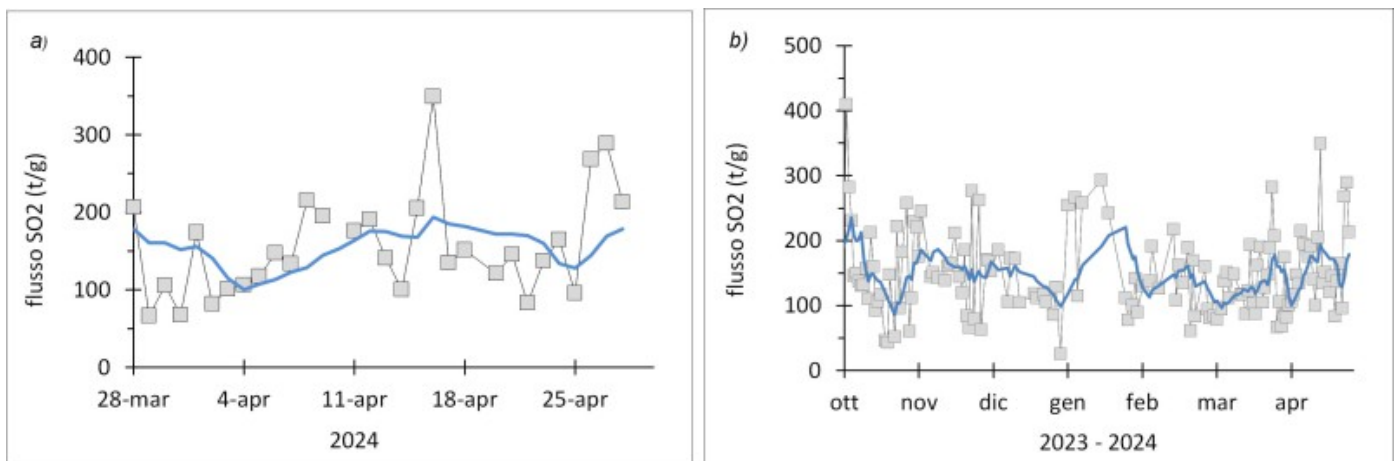 a)
400
300
200
100
0
flusso SO2 (t/g)
28-mar 4-apr 11-apr 18-apr 25-apr
2024
b)
500
400
300
200
100
0
flusso SO2 (t/g)
ott nov dic gen feb mar apr
2023 - 2024